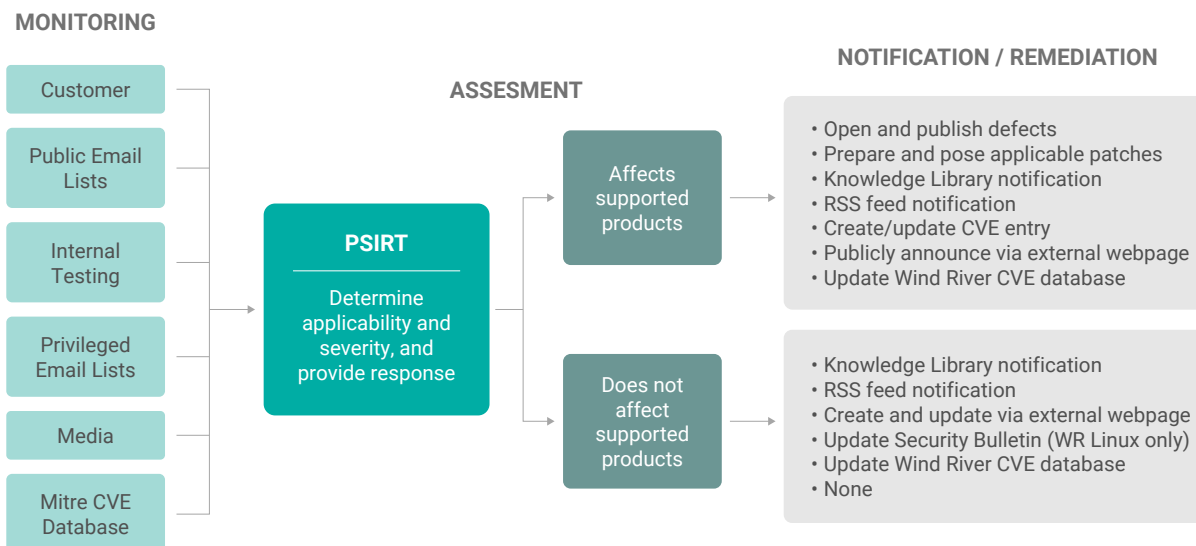 MONITORING
Customer
Public Email
Lists
Internal
Testing
Privileged
Email Lists
Media
Mitre CVE
Database
PSIRT
Determine
applicability and
severity, and
provide response
ASSESMENT
Affects
supported
products
Does not
affect
supported
products
NOTIFICATION / REMEDIATION
• Open and publish defects
• Prepare and pose applicable patches
• Knowledge Library notification
• RSS feed notification
• Create/update CVE entry
• Publicly announce via external webpage
• Update Wind River CVE database
• Knowledge Library notification
• RSS feed notification
• Create and update via external webpage
• Update Security Bulletin (WR Linux only)
• Update Wind River CVE database
• None